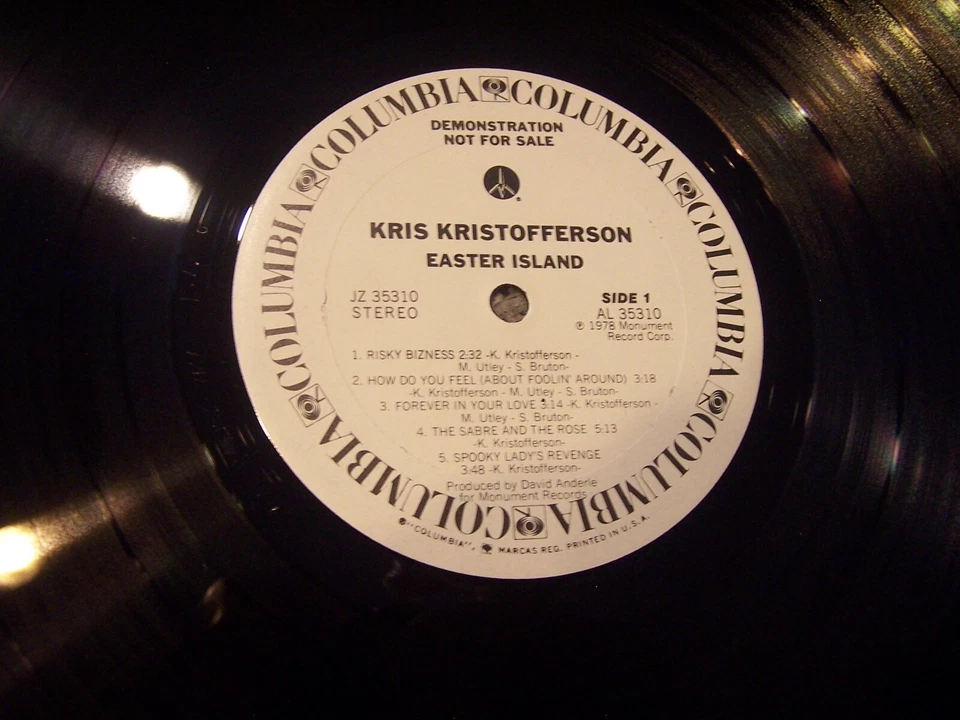 COLUMBIA COLUMBIA COLUMBIA COLUMBIA COLUMBIA COLUMBIA COLUMBIA COLUMBIA
DEMONSTRATION
NOT FOR SALE
KRIS KRISTOFFERSON
EASTER ISLAND
JZ 35310
STEREO
SIDE 1
AL 35310
℗ 1978 Monument
Record Corp.
1. RISKY BIZNESS 2:32 -K. Kristofferson -
M. Utley - S. Bruton-
2. HOW DO YOU FEEL (ABOUT FOOLIN' AROUND) 3:18
-K. Kristofferson - M. Utley - S. Bruton-
3. FOREVER IN YOUR LOVE 3:14 -K. Kristofferson -
M. Utley - S. Bruton-
4. THE SABRE AND THE ROSE 5:13
-K. Kristofferson-
5. SPOOKY LADY'S REVENGE
3:48 -K. Kristofferson-
Produced by David Anderle
for Monument Records
®"COLUMBIA", MARCAS REG. PRINTED IN U.S.A.